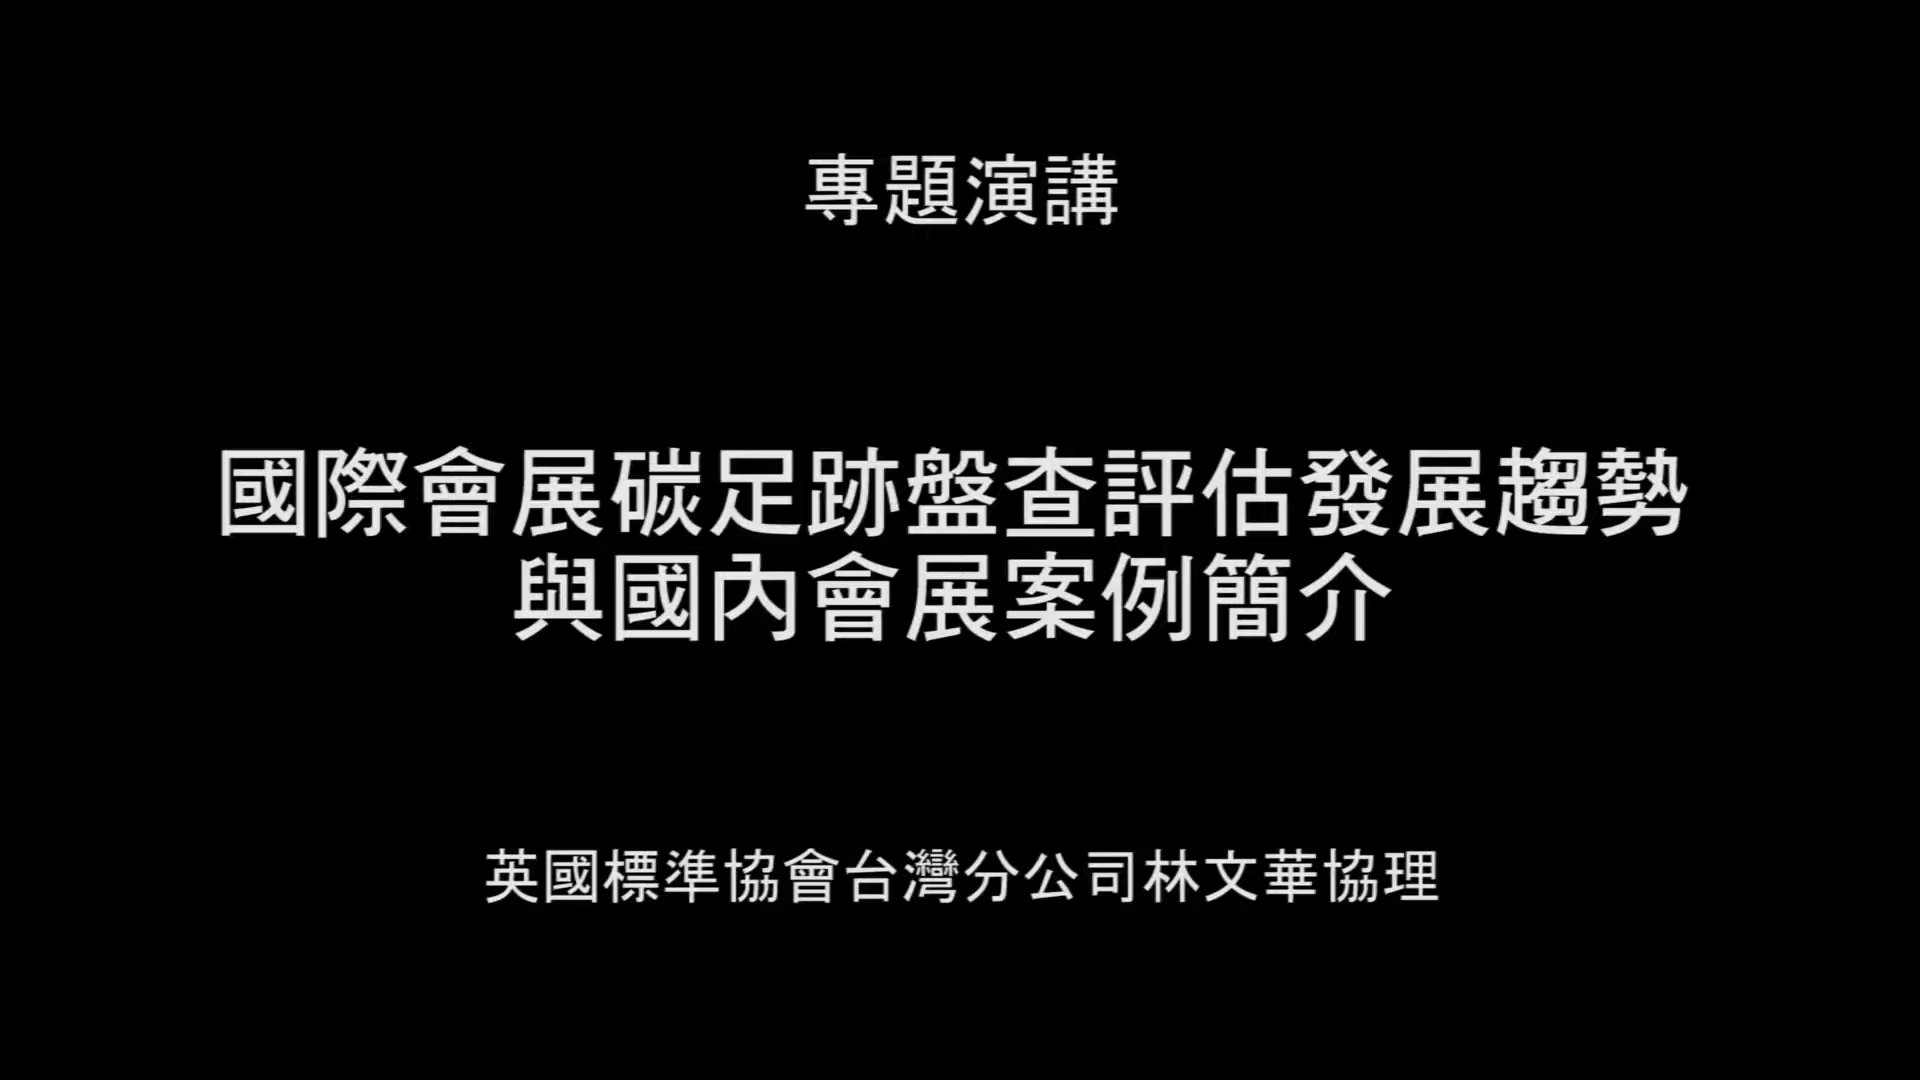 專題演講
國際會展碳足跡盤查評估發展趨勢
與國內會展案例簡介
英國標準協會台灣分公司林文華協理